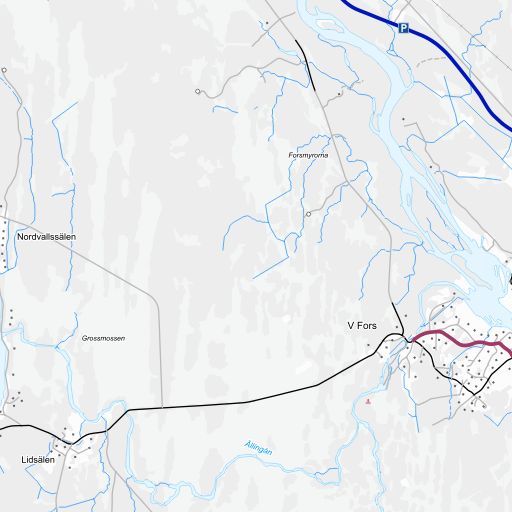 P
Forsmyrorna
Nordvallssälen
V Fors
Grossmossen
Ällingån
Lidsälen